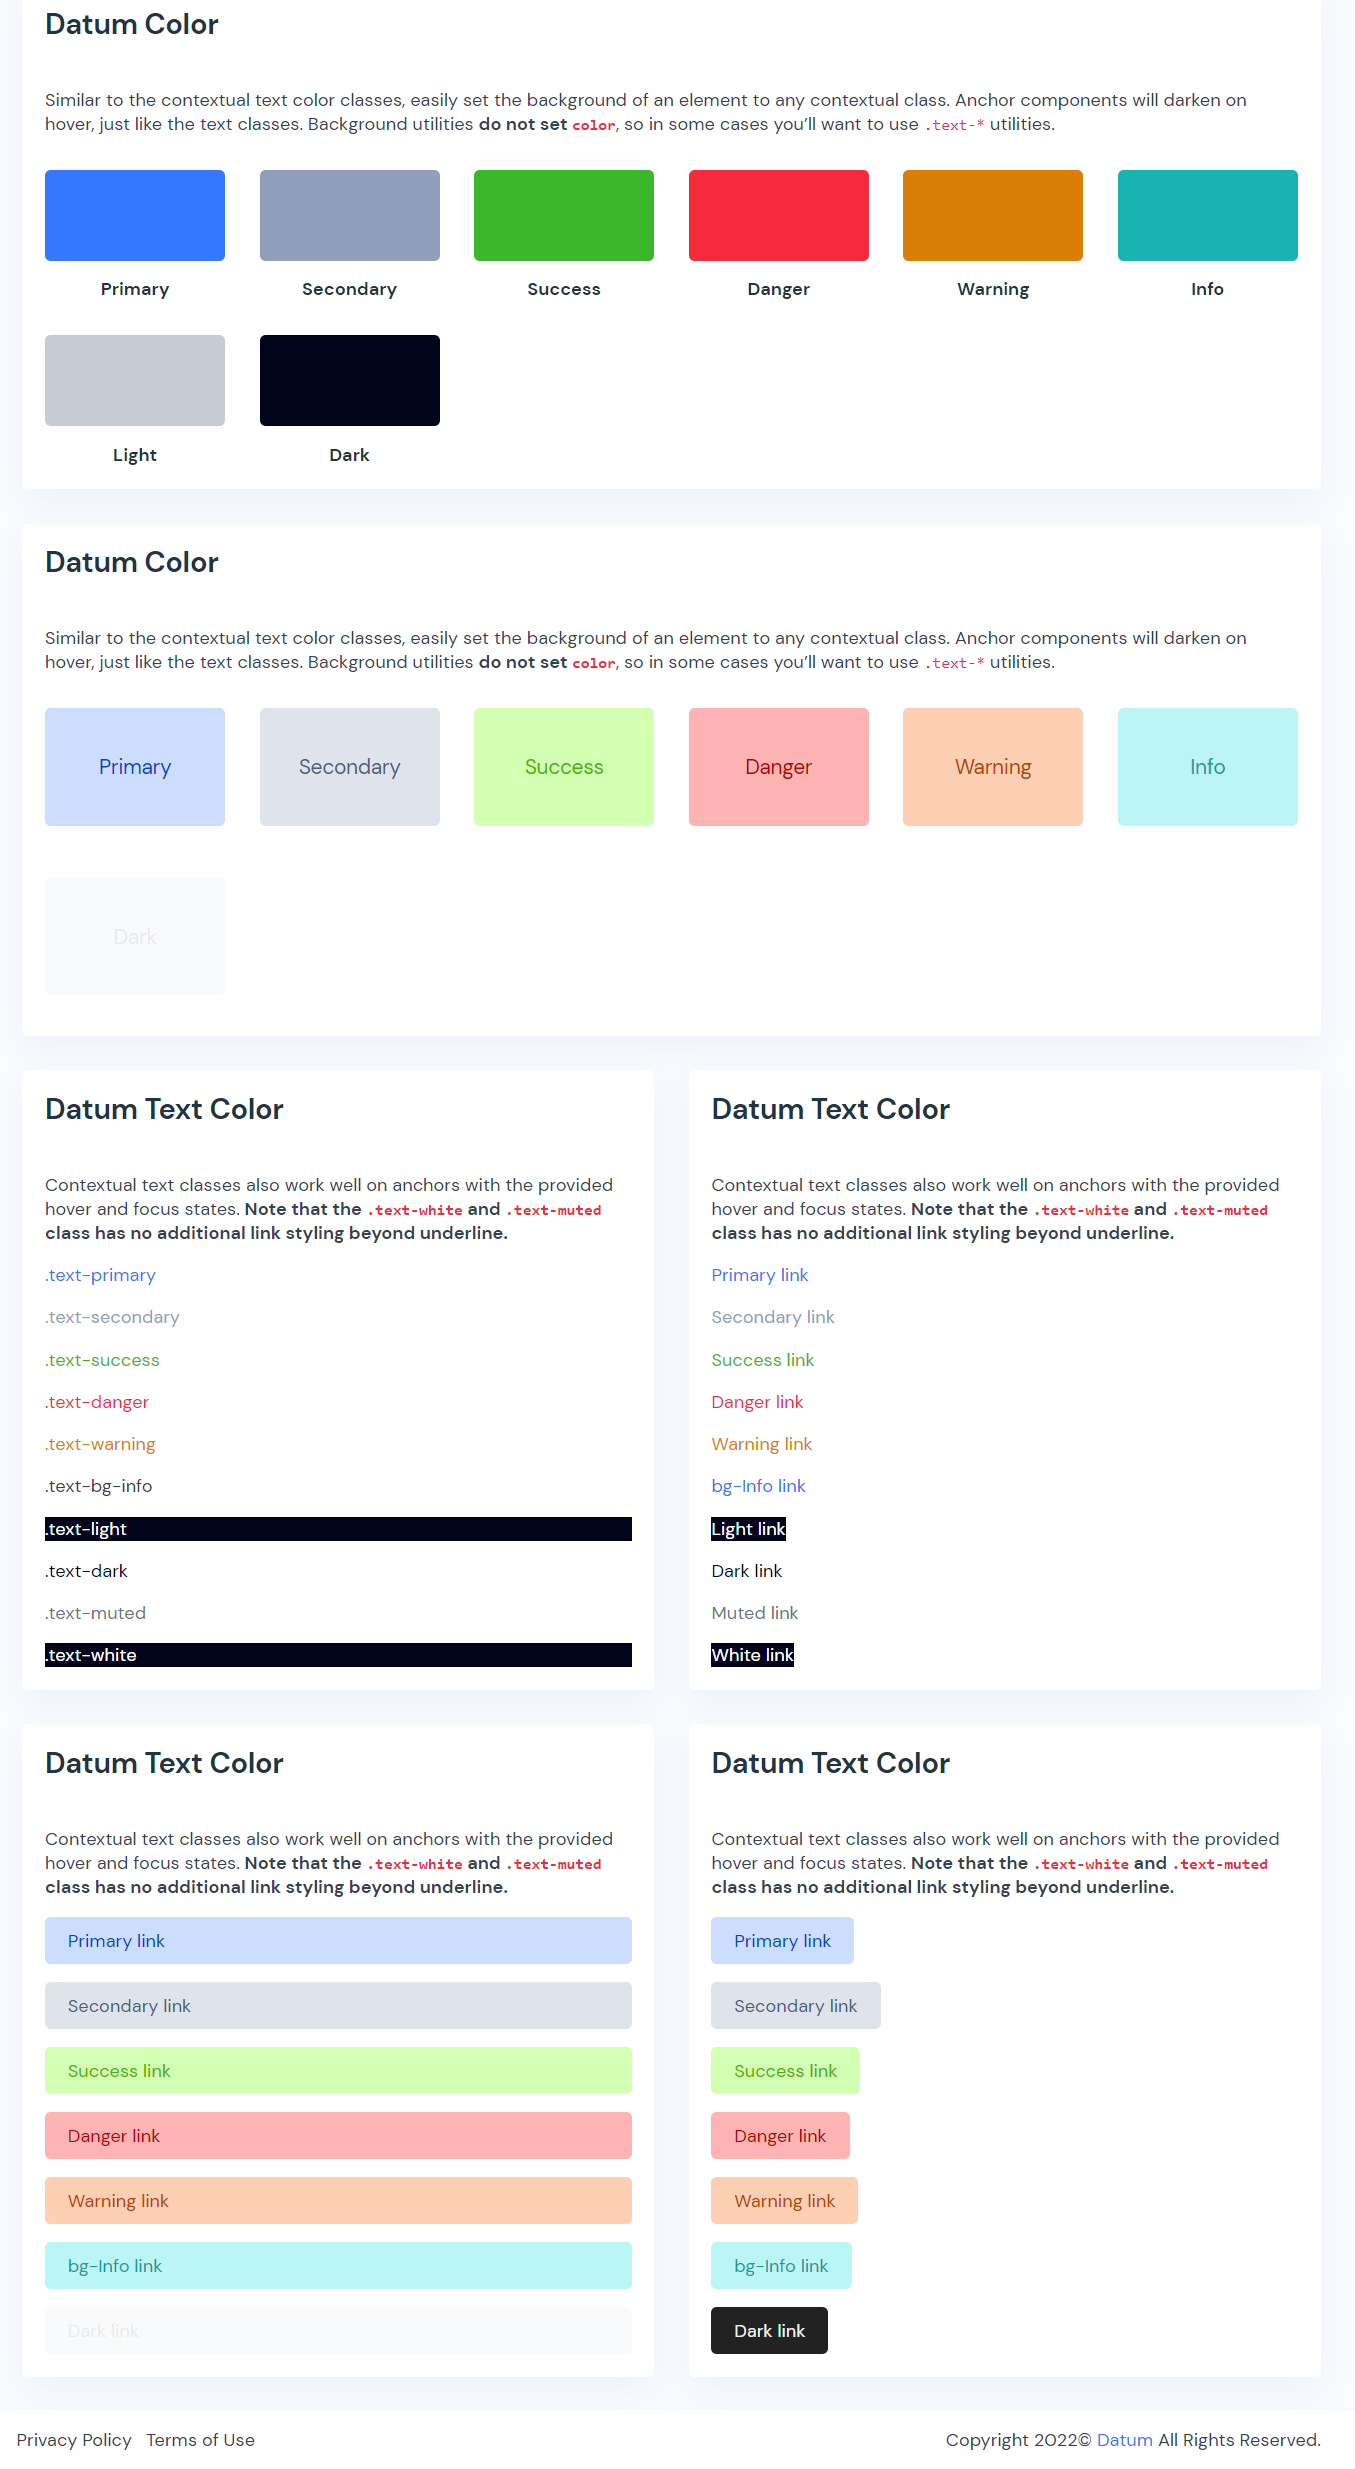 Datum Color
Similar to the contextual text color classes, easily set the background of an element to any contextual class. Anchor components will darken on
hover, just like the text classes. Background utilities do not set color, so in some cases you’ll want to use .text-* utilities.
Primary
Secondary
Success
Danger
Warning
Info
Light
Dark
Datum Color
Similar to the contextual text color classes, easily set the background of an element to any contextual class. Anchor components will darken on
hover, just like the text classes. Background utilities do not set color, so in some cases you’ll want to use .text-* utilities.
Primary
Secondary
Success
Danger
Warning
Info
Dark
Datum Text Color
Contextual text classes also work well on anchors with the provided
hover and focus states. Note that the .text-white and .text-muted
class has no additional link styling beyond underline.
.text-primary
.text-secondary
.text-success
.text-danger
.text-warning
.text-bg-info
.text-light
.text-dark
.text-muted
.text-white
Datum Text Color
Contextual text classes also work well on anchors with the provided
hover and focus states. Note that the .text-white and .text-muted
class has no additional link styling beyond underline.
Primary link
Secondary link
Success link
Danger link
Warning link
bg-Info link
Light link
Dark link
Muted link
White link
Datum Text Color
Contextual text classes also work well on anchors with the provided
hover and focus states. Note that the .text-white and .text-muted
class has no additional link styling beyond underline.
Primary link
Secondary link
Success link
Danger link
Warning link
bg-Info link
Dark link
Datum Text Color
Contextual text classes also work well on anchors with the provided
hover and focus states. Note that the .text-white and .text-muted
class has no additional link styling beyond underline.
Primary link
Secondary link
Success link
Danger link
Warning link
bg-Info link
Dark link
Privacy Policy Terms of Use
Copyright 2022© Datum All Rights Reserved.